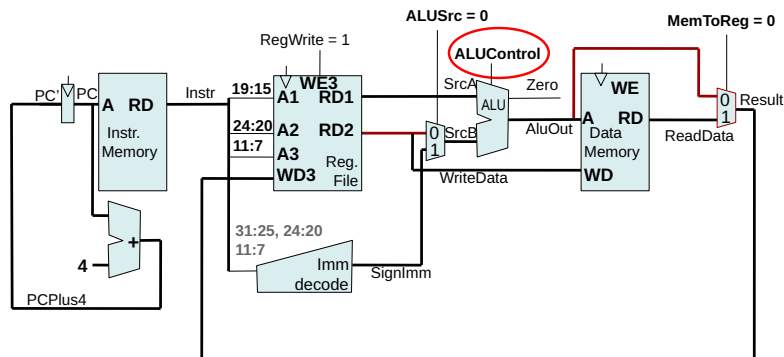 ALUSrc = 0
MemToReg = 0
RegWrite = 1
ALUControl
PC'
PC
A RD
Instr.
Memory
Instr
19:15
24:20
11:7
WE3
A1 RD1
A2 RD2
A3
Reg.
WD3
File
SrcA
0
1
SrcB
ALU
Zero
AluOut
WE
A RD
Data
Memory
WD
ReadData
WriteData
0
1
Result
+
4
PCPlus4
31:25, 24:20
11:7
Imm
decode
SignImm